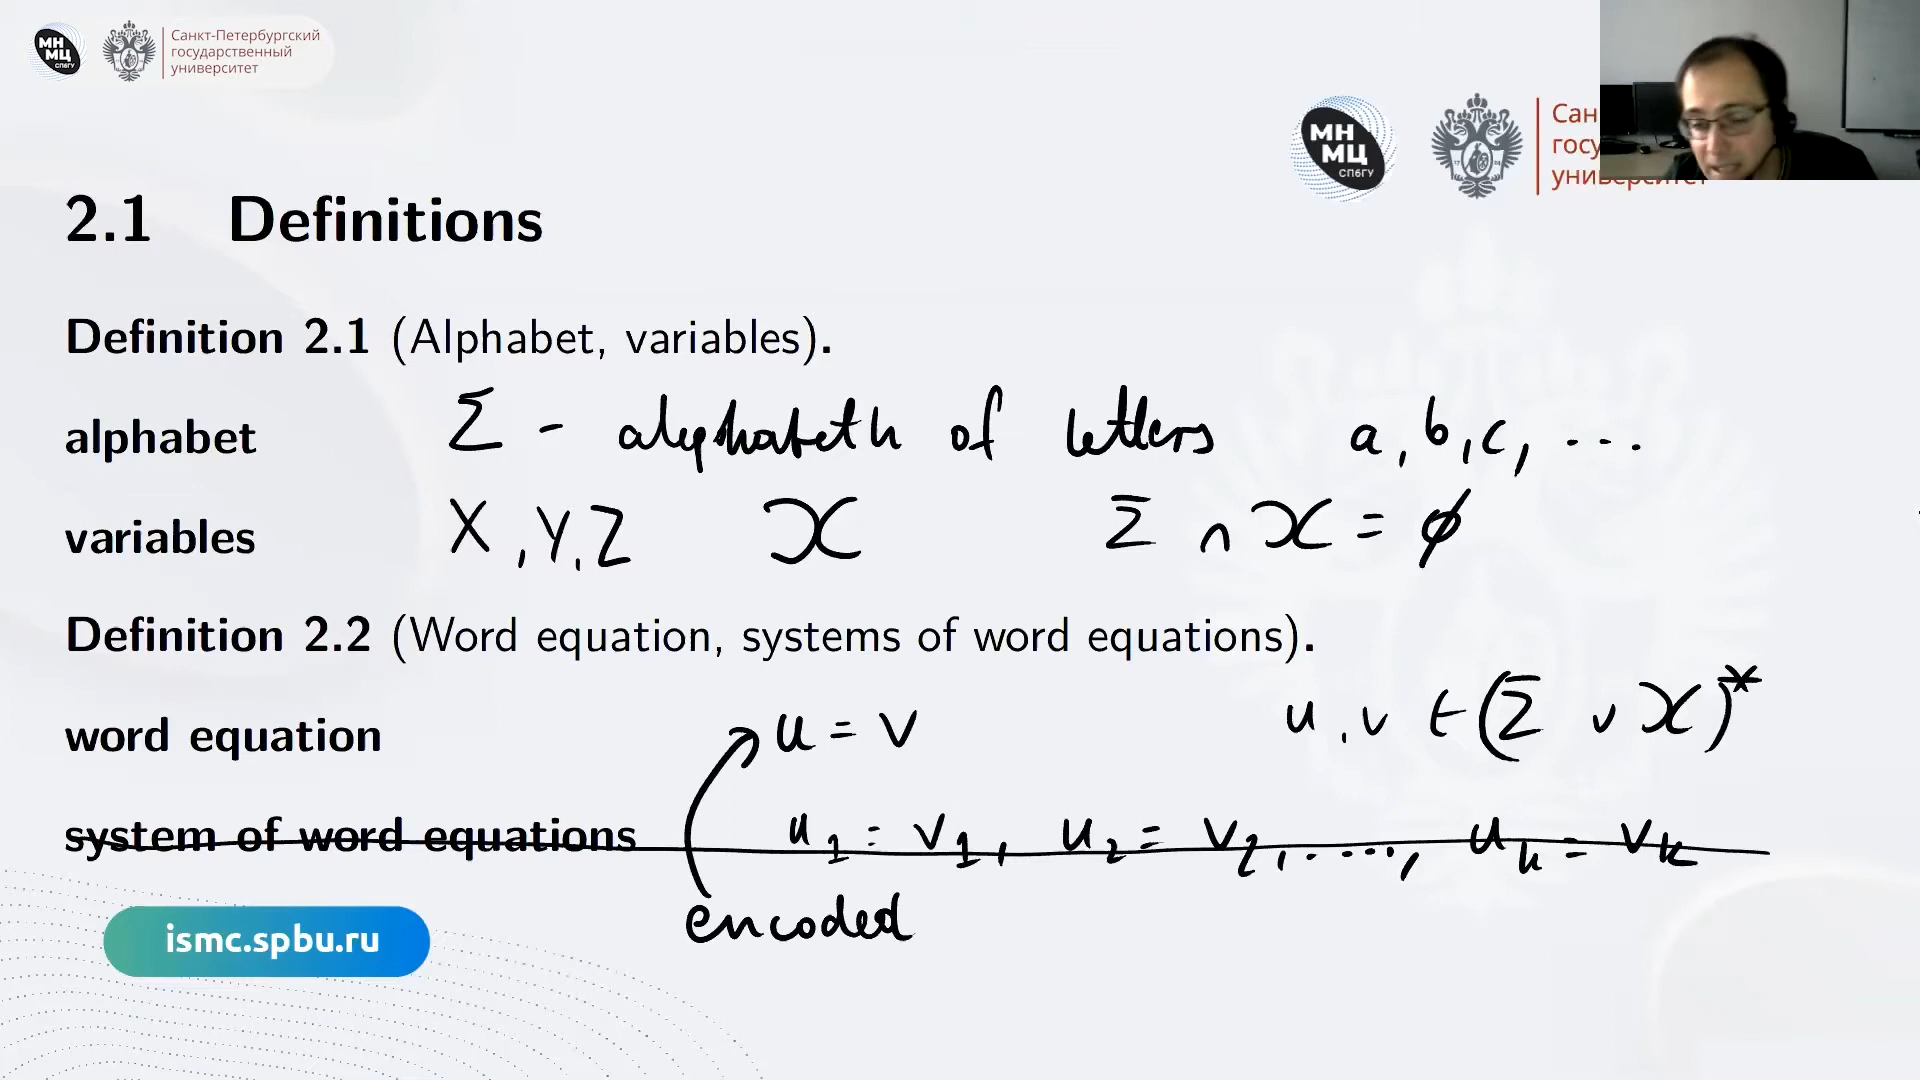 МН МЦ СПбГУ
Санкт-Петербургский
государственный
университет
МН МЦ СПбГУ
Сан
госу
университет
2.1 Definitions
Definition 2.1 (Alphabet, variables).
alphabet Σ - alephabeth of letters a, b, c, ...
variables X, Y, Z 𝒳 Σ ∩ 𝒳 = ∅
Definition 2.2 (Word equation, systems of word equations).
word equation u = v u, v ∈ (Σ ∪ 𝒳)*
system of word equations u₁ = v₁, u₂ = v₂, ..., uₖ = vₖ
encoded
ismc.spbu.ru